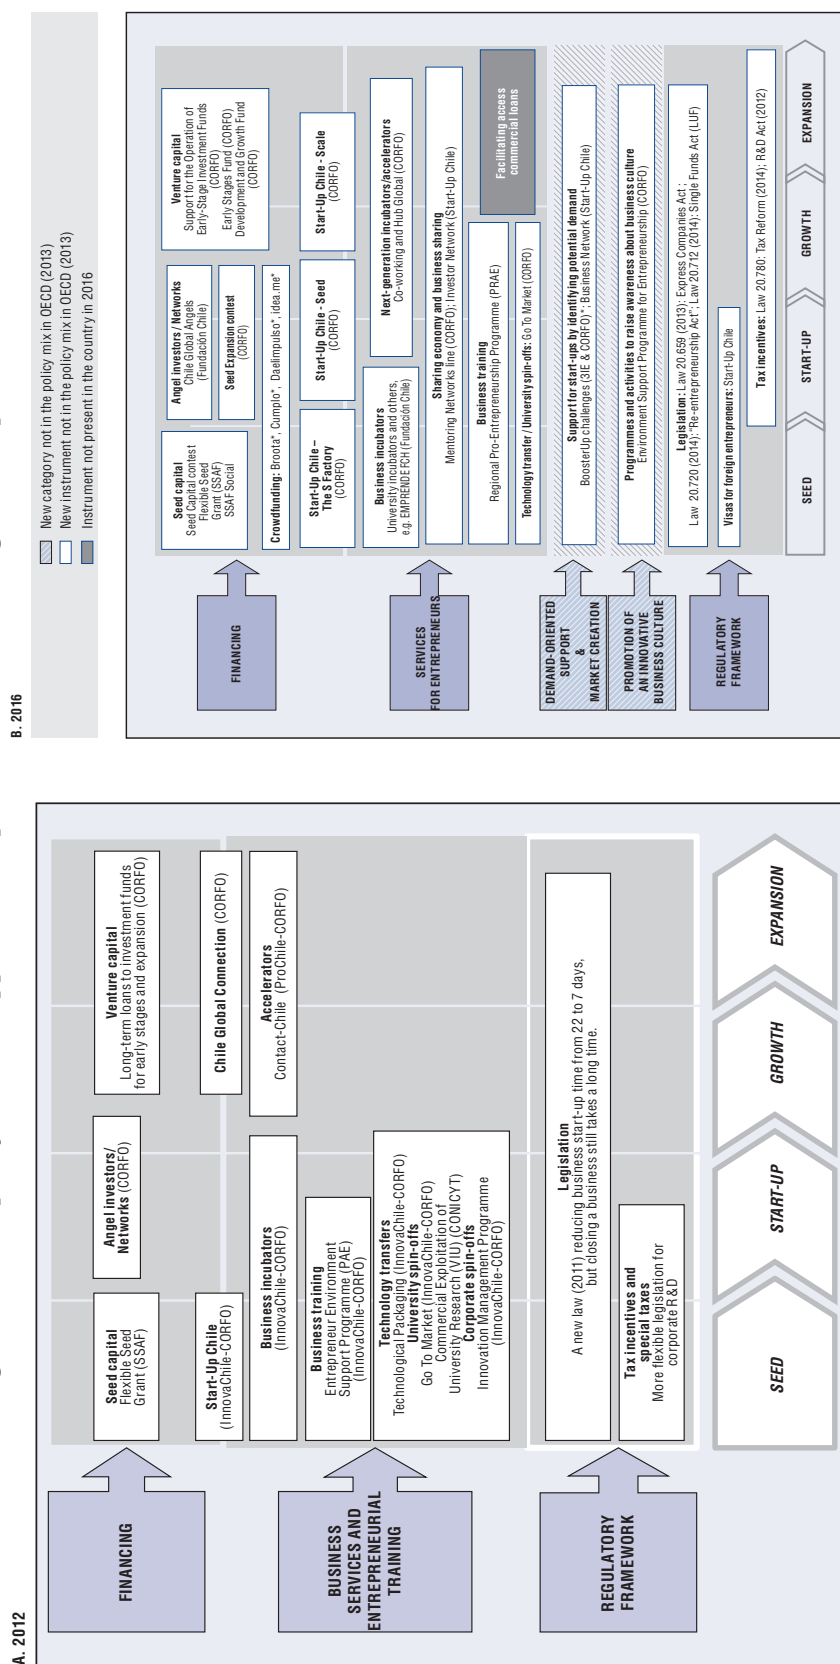 A. 2012
FINANCING
Seed capital
Flexible Seed
Grant (SSAF)
Angel investors/
Networks (CORFO)
Venture capital
Long-term loans to investment funds
for early stages and expansion (CORFO)
Start-Up Chile
(InnovaChile-CORFO)
Chile Global Connection (CORFO)
BUSINESS
SERVICES AND
ENTREPRENEURIAL
TRAINING
Business incubators
(InnovaChile-CORFO)
Accelerators
Contact-Chile (ProChile-CORFO)
Business training
Entrepreneur Environment
Support Programme (PAE)
(InnovaChile-CORFO)
Technology transfers
Technological Packaging (InnovaChile-CORFO)
University spin-offs
Go To Market (InnovaChile-CORFO)
Commercial Exploitation of
University Research (VIU) (CONICYT)
Corporate spin-offs
Innovation Management Programme
(InnovaChile-CORFO)
REGULATORY
FRAMEWORK
Legislation
A new law (2011) reducing business start-up time from 22 to 7 days,
but closing a business still takes a long time.
Tax incentives and
special taxes
More flexible legislation for
corporate R&D
SEED
START-UP
GROWTH
EXPANSION
B. 2016
New category not in the policy mix in OECD (2013)
New instrument not in the policy mix in OECD (2013)
Instrument not present in the country in 2016
FINANCING
Seed capital
Seed Capital contest
Flexible Seed
Grant (SSAF)
SSAF Social
Angel investors / Networks
Chile Global Angels
(Fundación Chile)
Seed Expansion contest
(CORFO)
Venture capital
Support for the Operation of
Early-Stage Investment Funds
(CORFO)
Early Stages Fund (CORFO)
Development and Growth Fund
(CORFO)
Crowdfunding: Broota*, Cumplo*, Daelimpulso*, idea.me*
Start-Up Chile –
The S Factory
(CORFO)
Start-Up Chile - Seed
(CORFO)
Start-Up Chile - Scale
(CORFO)
SERVICES
FOR ENTREPRENEURS
Business incubators
University incubators and others,
e.g. EMPRENDE FCH (Fundación Chile)
Next-generation incubators/accelerators
Co-working and Hub Global (CORFO)
Sharing economy and business sharing
Mentoring Networks line (CORFO); Investor Network (Start-Up Chile)
Business training
Regional Pro-Entrepreneurship Programme (PRAE)
Facilitating access
commercial loans
Technology transfer / University spin-offs: Go To Market (CORFO)
DEMAND-ORIENTED
SUPPORT
&
MARKET CREATION
Support for start-ups by identifying potential demand
BoosterUp challenges (3IE & CORFO)*; Business Network (Start-Up Chile)
PROMOTION OF
AN INNOVATIVE
BUSINESS CULTURE
Programmes and activities to raise awareness about business culture
Environment Support Programme for Entrepreneurship (CORFO)
REGULATORY
FRAMEWORK
Legislation: Law 20.659 (2013); Express Companies Act ;
Law 20.720 (2014): "Re-entrepreneurship Act"; Law 20.712 (2014): Single Funds Act (LUF)
Visas for foreign entrepreneurs: Start-Up Chile
Tax incentives: Law 20.780: Tax Reform (2014); R&D Act (2012)
SEED
START-UP
GROWTH
EXPANSION